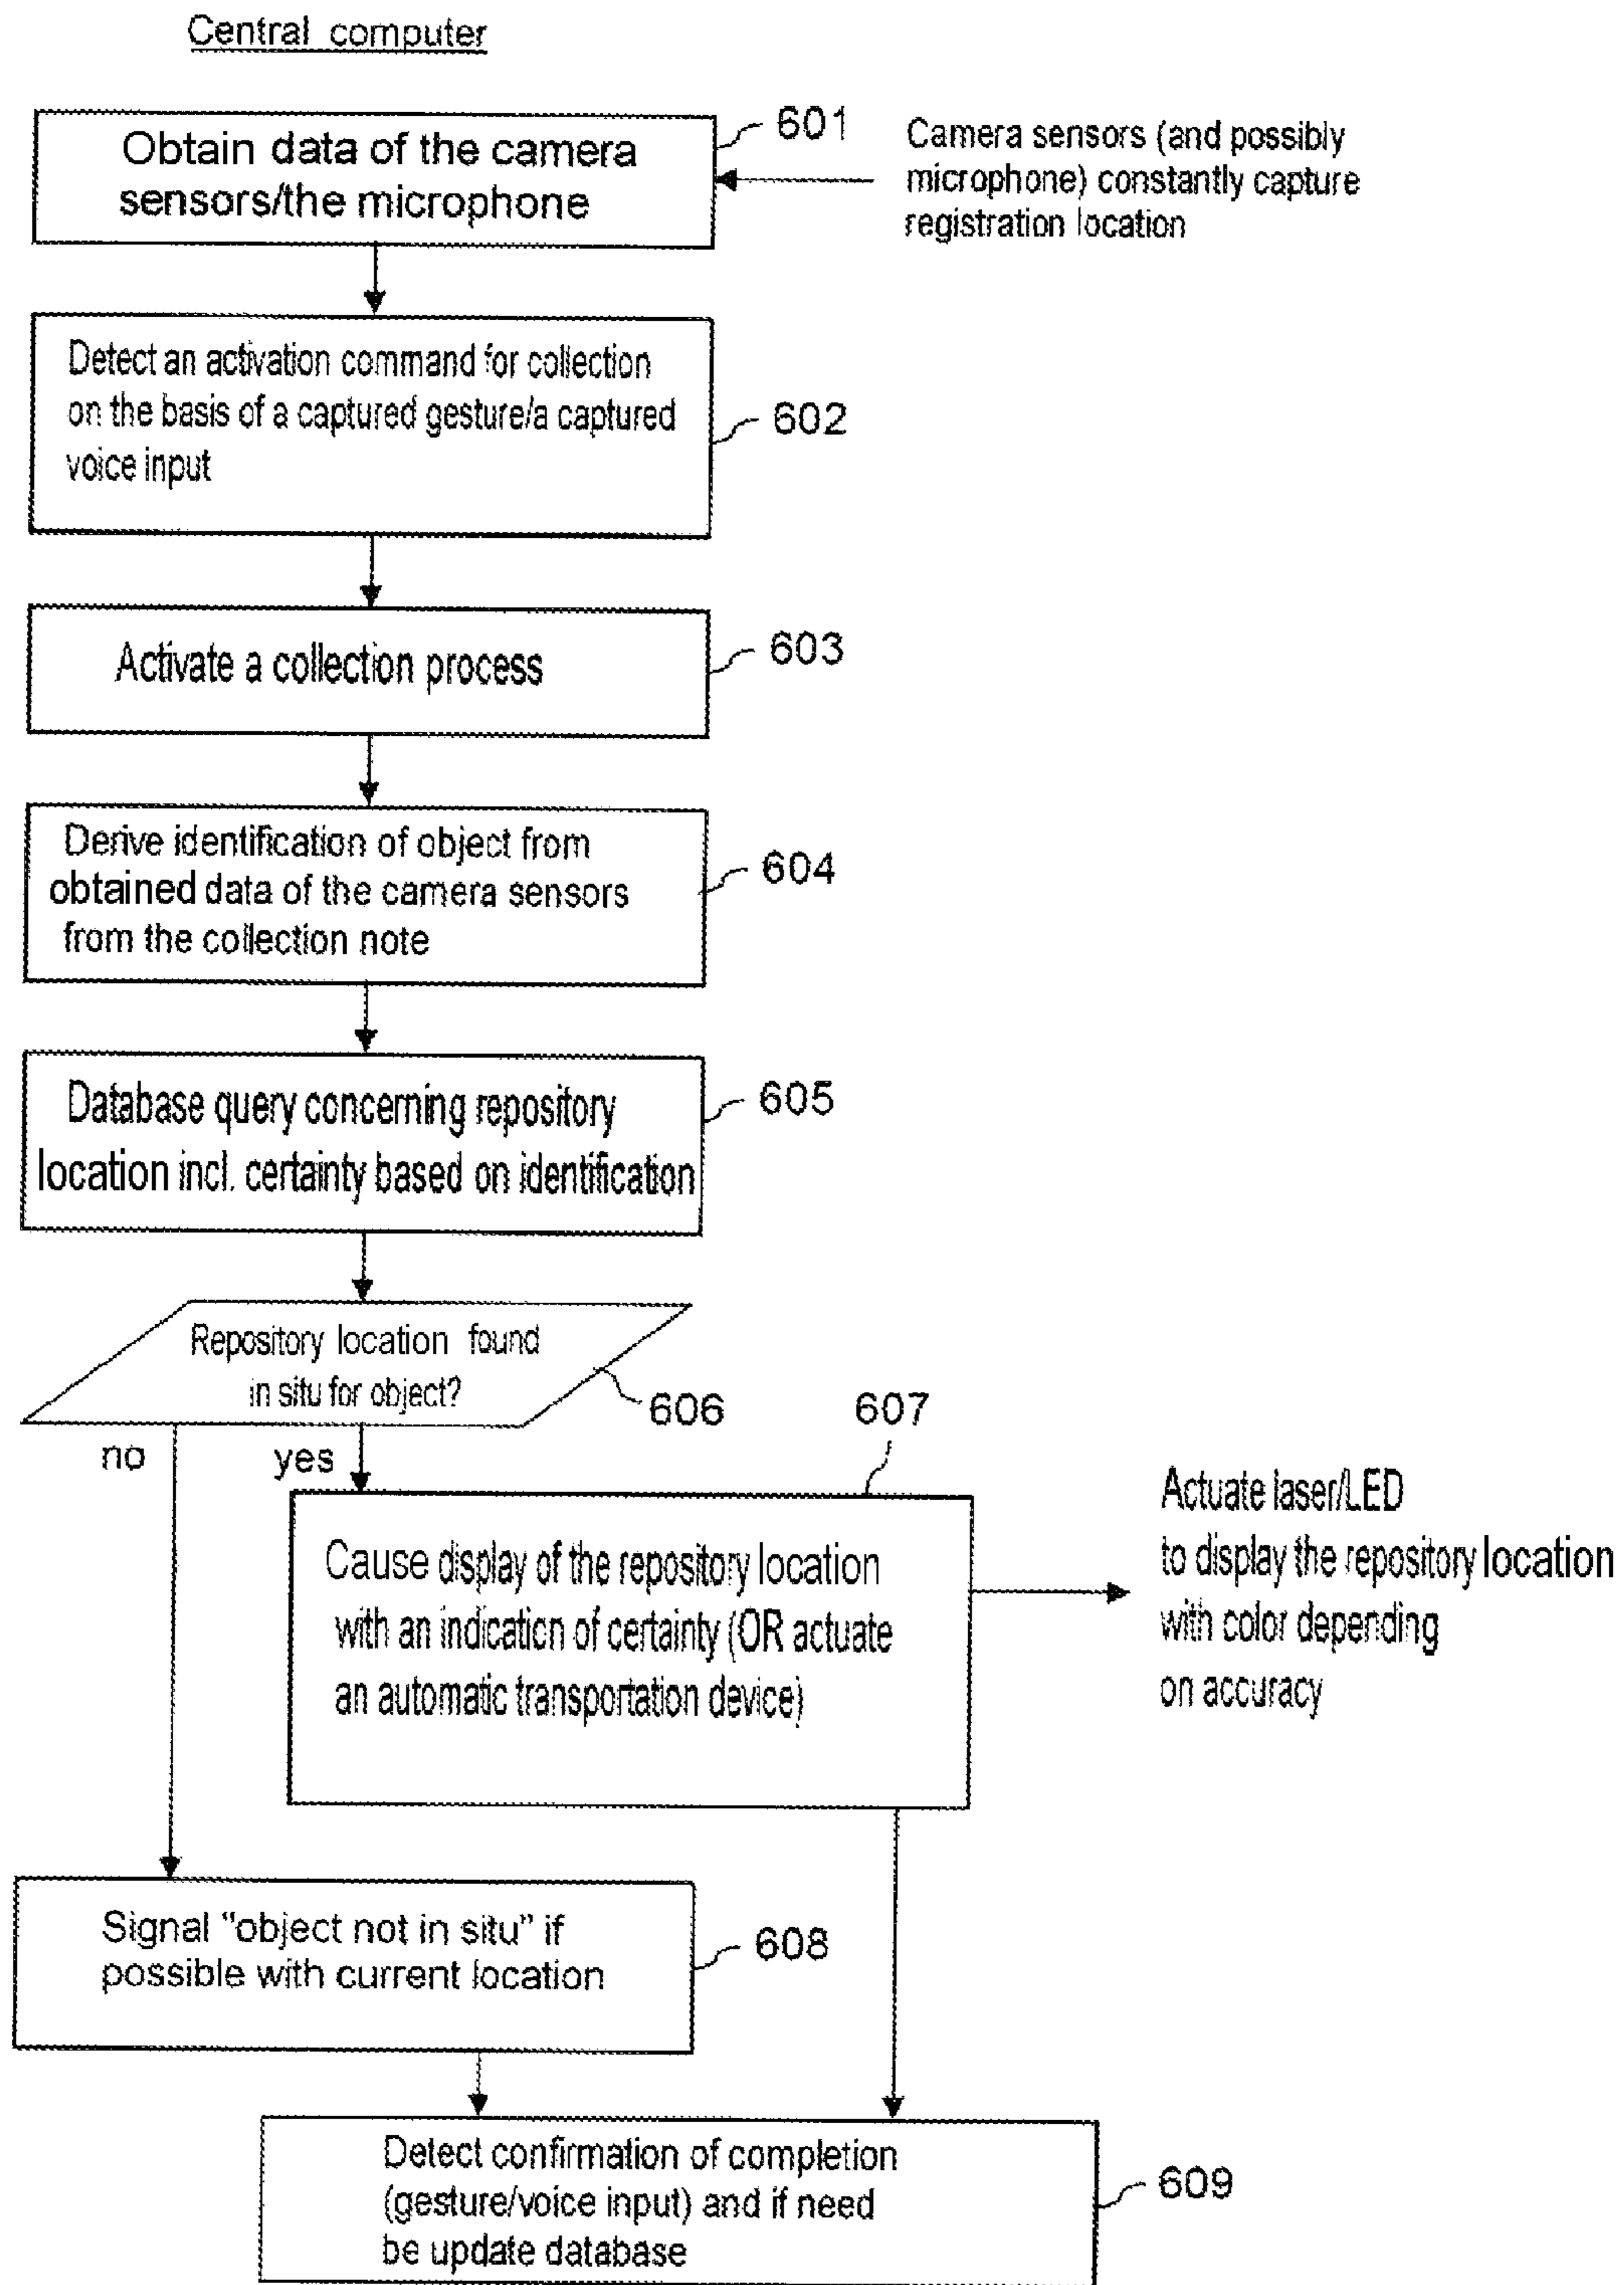 Central computer
Obtain data of the camera
sensors/the microphone
601
Camera sensors (and possibly
microphone) constantly capture
registration location
Detect an activation command for collection
on the basis of a captured gesture/a captured
voice input
602
Activate a collection process
603
Derive identification of object from
obtained data of the camera sensors
from the collection note
604
Database query concerning repository
location incl. certainty based on identification
605
Repository location found
in situ for object?
606
607
no
yes
Cause display of the repository location
with an indication of certainty (OR actuate
an automatic transportation device)
Actuate laser/LED
to display the repository location
with color depending
on accuracy
Signal "object not in situ" if
possible with current location
608
Detect confirmation of completion
(gesture/voice input) and if need
be update database
609